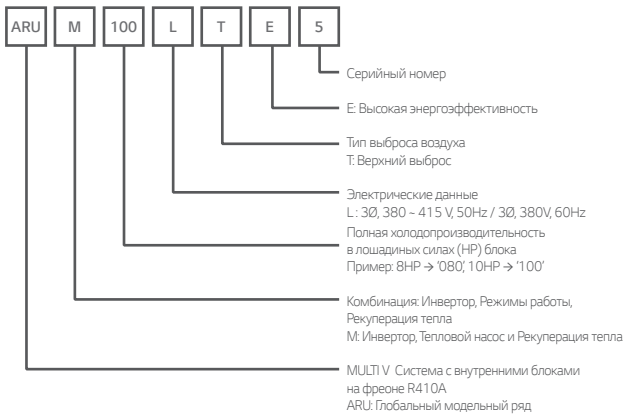 ARU M 100 L T E 5
Серийный номер
E: Высокая энергоэффективность
Тип выброса воздуха
T: Верхний выброс
Электрические данные
L : 3Ø, 380 ~ 415 V, 50Hz / 3Ø, 380V, 60Hz
Полная холодопроизводительность
в лошадиных силах (HP) блока
Пример: 8HP → ‘080’, 10HP → ‘100’
Комбинация: Инвертор, Режимы работы,
Рекуперация тепла
M: Инвертор, Тепловой насос и Рекуперация тепла
MULTI V Система с внутренними блоками
на фреоне R410A
ARU: Глобальный модельный ряд